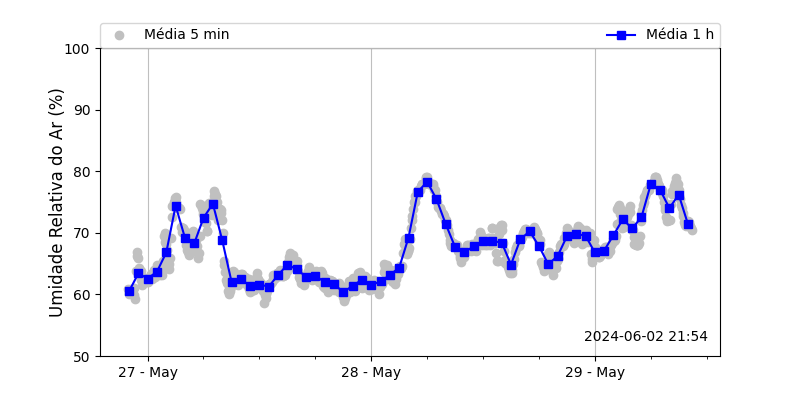 Média 5 min
Média 1 h
100
90
80
70
60
50
Umidade Relativa do Ar (%)
2024-06-02 21:54
27 - May
28 - May
29 - May